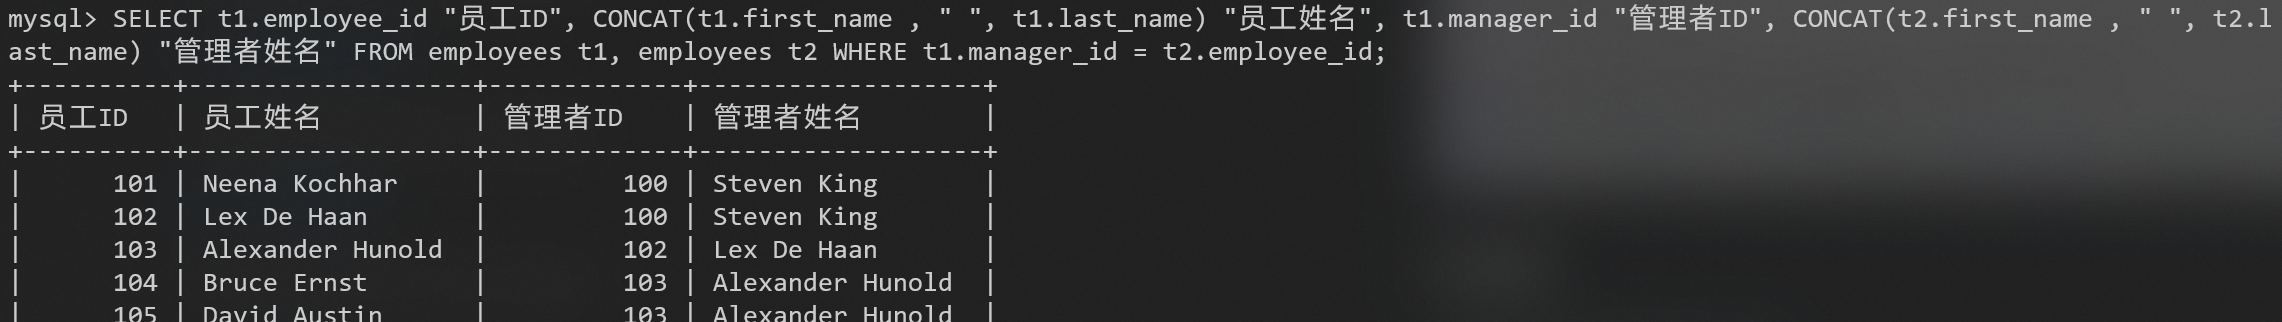 mysql> SELECT t1.employee_id "员工ID", CONCAT(t1.first_name , " ", t1.last_name) "员工姓名", t1.manager_id "管理者ID", CONCAT(t2.first_name , " ", t2.l
ast_name) "管理者姓名" FROM employees t1, employees t2 WHERE t1.manager_id = t2.employee_id;
+----------+-------------------+-------------+-------------------+
| 员工ID   | 员工姓名          | 管理者ID    | 管理者姓名        |
+----------+-------------------+-------------+-------------------+
|      101 | Neena Kochhar     |         100 | Steven King       |
|      102 | Lex De Haan       |         100 | Steven King       |
|      103 | Alexander Hunold  |         102 | Lex De Haan       |
|      104 | Bruce Ernst       |         103 | Alexander Hunold  |
|      105 | David Austin      |         103 | Alexander Hunold  |